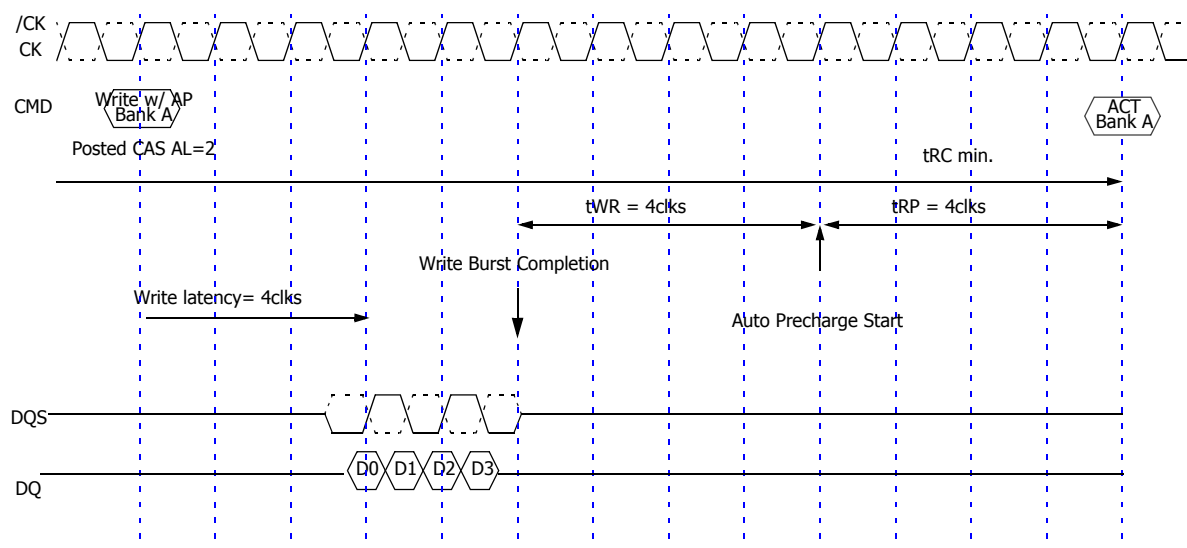 /CK
CK
CMD
Write w/ AP
Bank A
ACT
Bank A
Posted CAS AL=2
tRC min.
tWR = 4clks
tRP = 4clks
Write Burst Completion
Write latency= 4clks
Auto Precharge Start
DQS
D0 D1 D2 D3
DQ